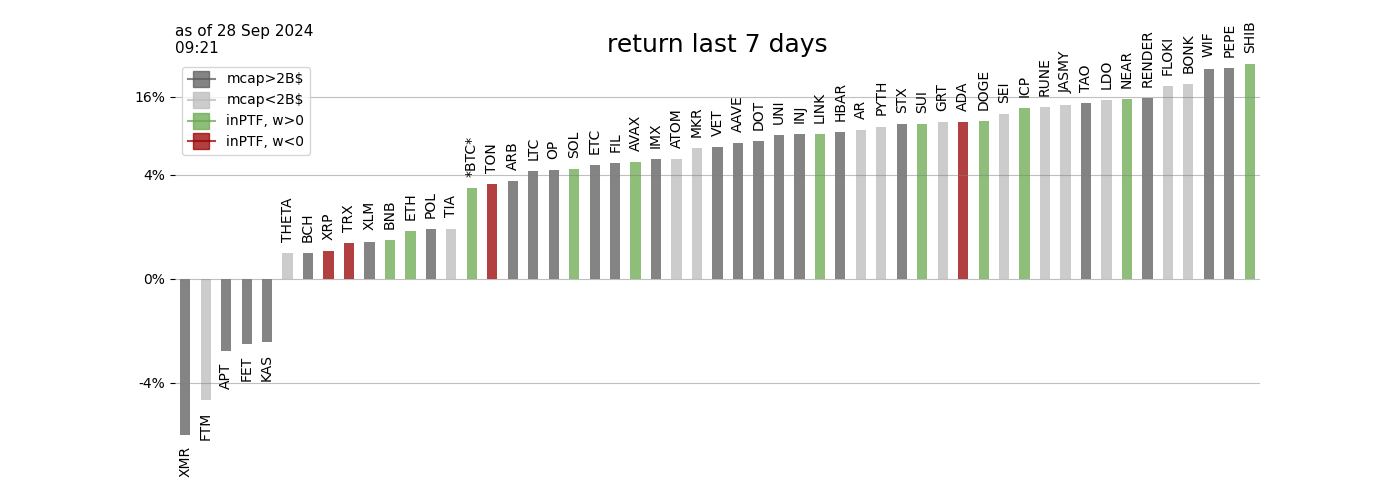 as of 28 Sep 2024
09:21
return last 7 days
mcap>2B$
mcap<2B$
inPTF, w>0
inPTF, w<0
16%
4%
0%
-4%
XMR
FTM
APT
FET
KAS
THETA
BCH
XRP
TRX
XLM
BNB
ETH
POL
TIA
*BTC*
TON
ARB
LTC
OP
SOL
ETC
FIL
AVAX
IMX
ATOM
MKR
VET
AAVE
DOT
UNI
INJ
LINK
HBAR
AR
PYTH
STX
SUI
GRT
ADA
DOGE
SEI
ICP
RUNE
JASMY
TAO
LDO
NEAR
RENDER
FLOKI
BONK
WIF
PEPE
SHIB